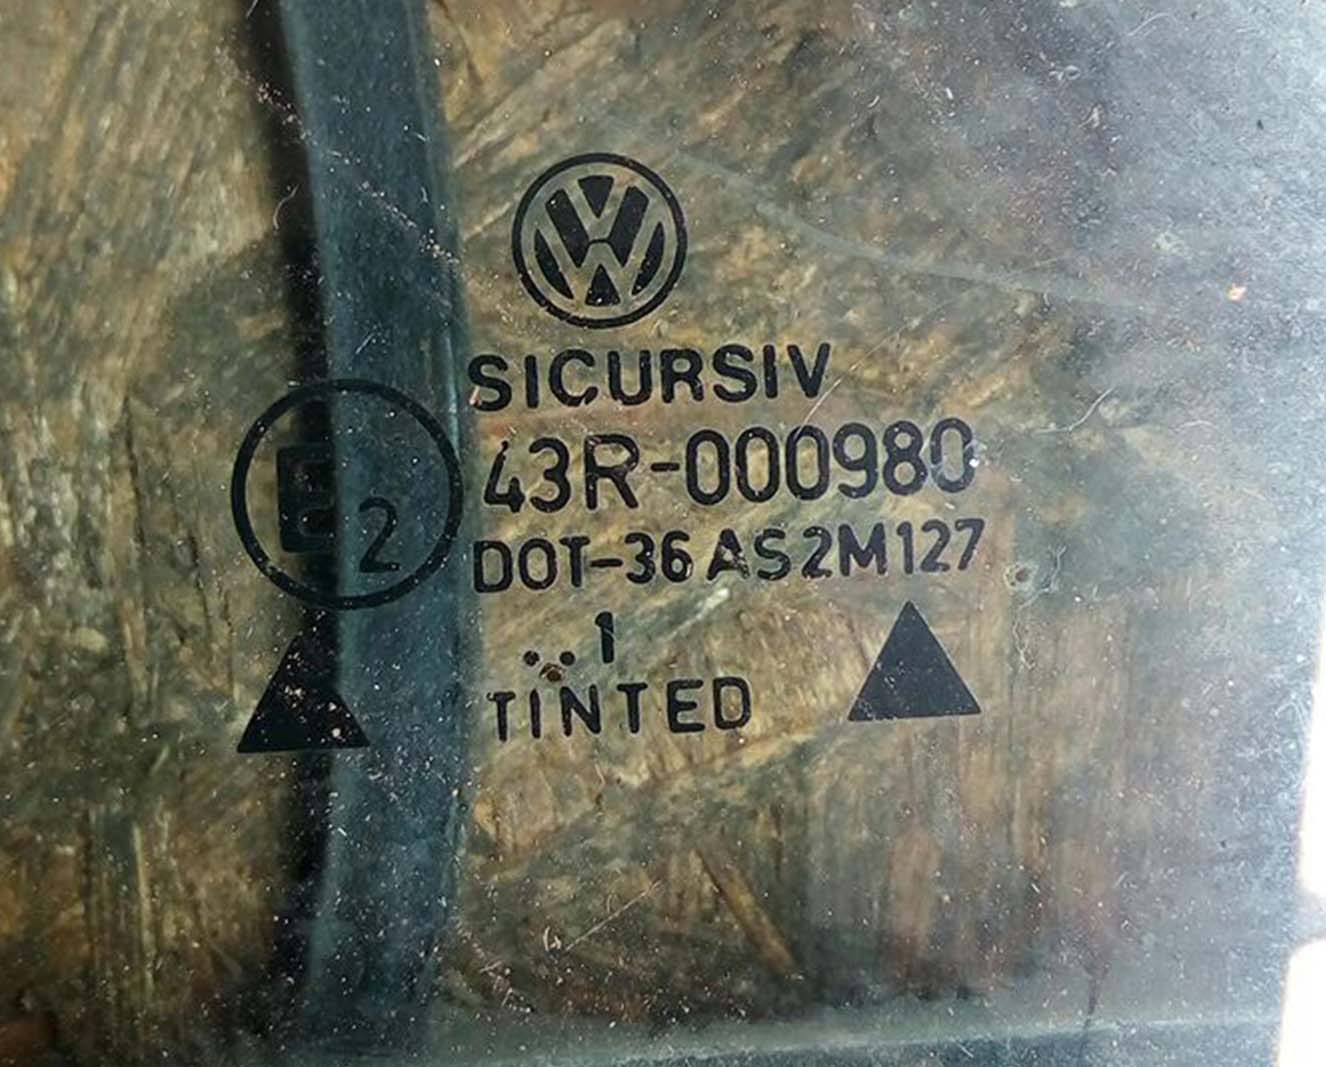 SICURSIV
E2
43R-000980
DOT-36 AS2M127
..1
TINTED